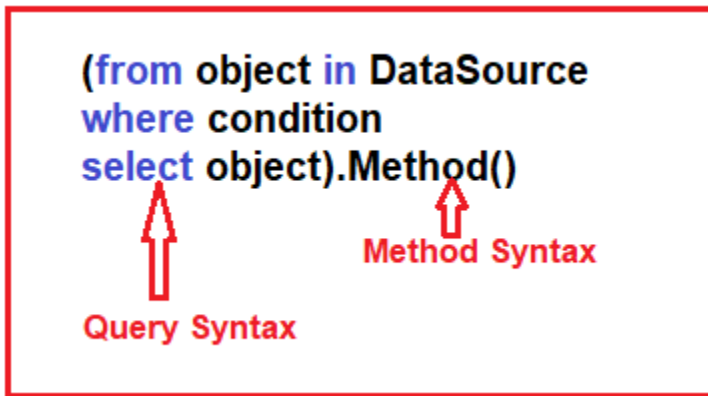 (from object in DataSource
where condition
select object).Method()
Method Syntax
Query Syntax